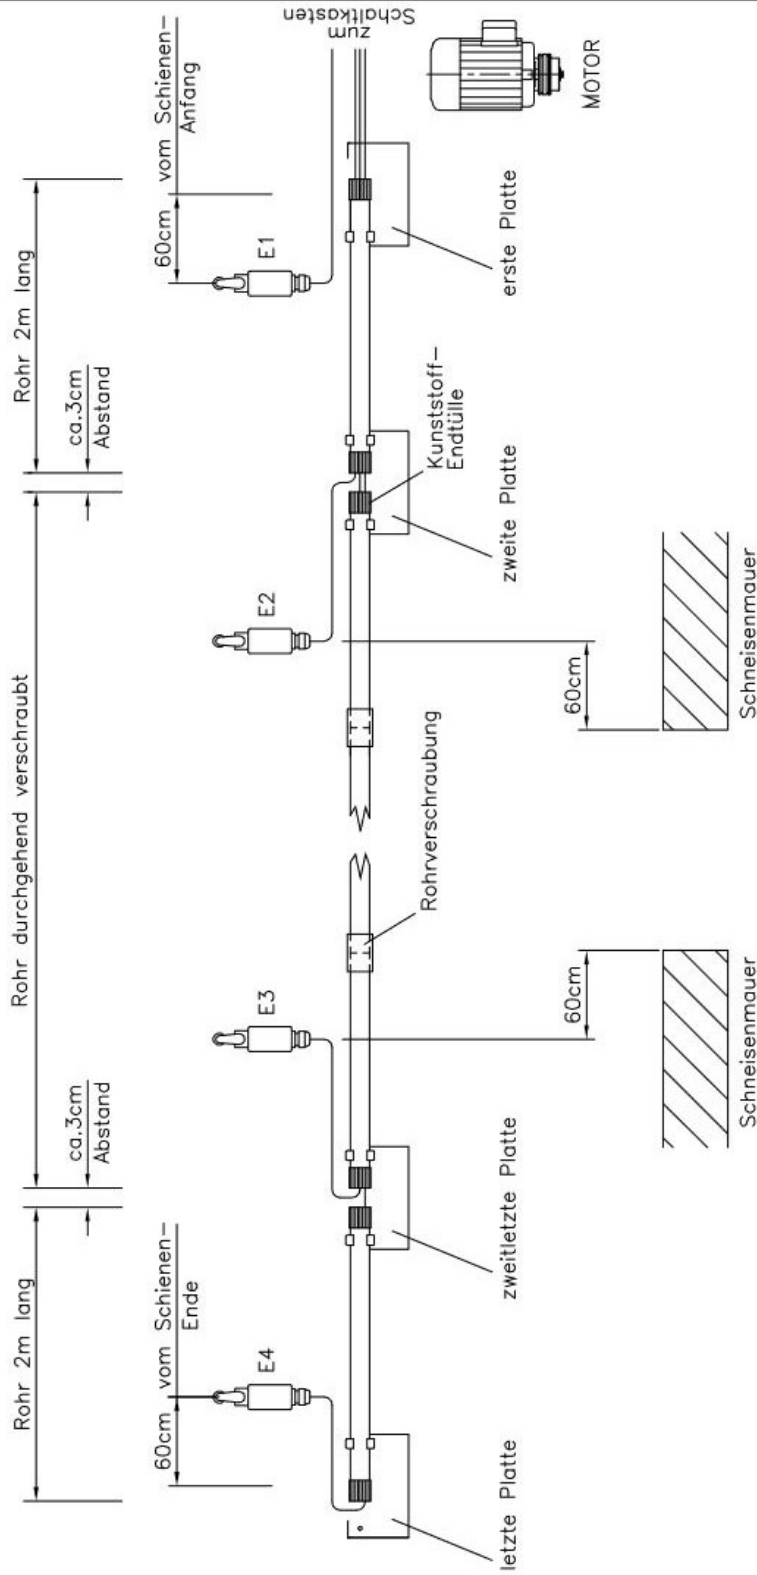 Rohr 2m lang
Rohr durchgehend verschraubt
Rohr 2m lang
ca.3cm
Abstand
ca.3cm
Abstand
60cm vom Schienen-
Ende
60cm vom Schienen-
Anfang
E4
E3
E2
E1
zum
Schaltkasten
letzte Platte
zweitletzte Platte
Rohrverschraubung
Kunststoff-
Endtülle
zweite Platte
erste Platte
MOTOR
60cm
60cm
Schneisenmauer
Schneisenmauer